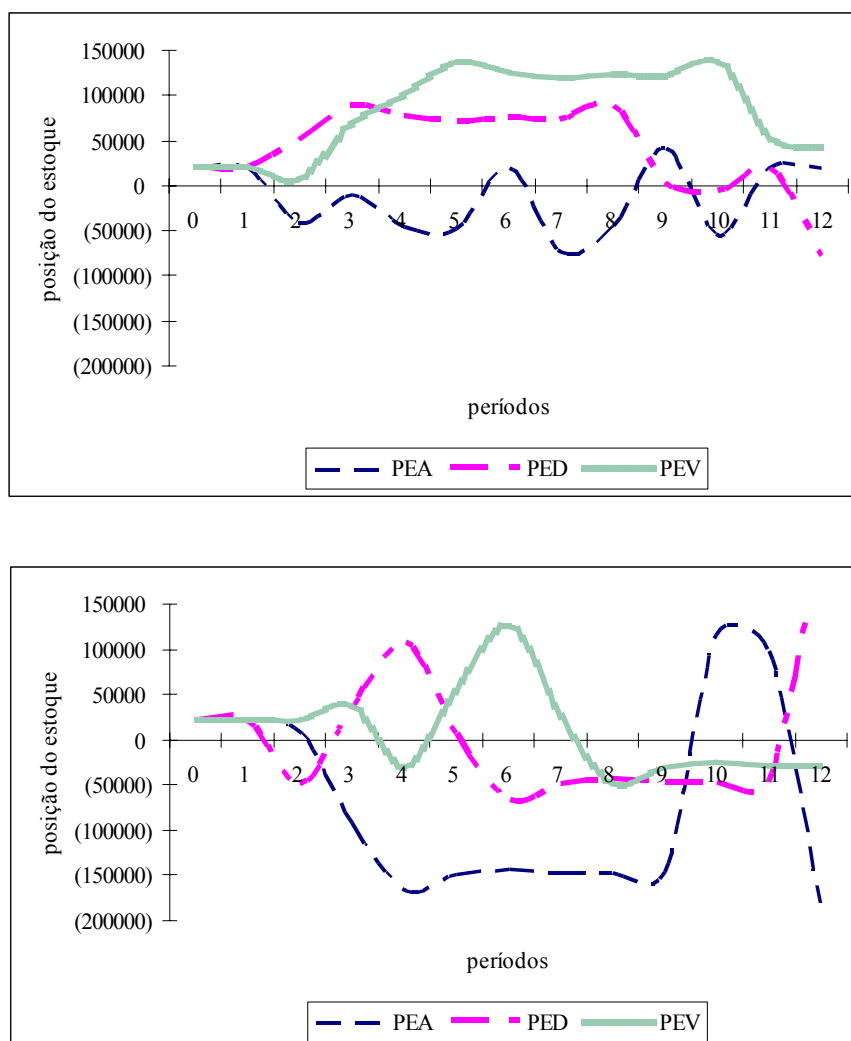 150000
100000
50000
0
(50000)
(100000)
(150000)
(200000)
posição do estoque
0 1 2 3 4 5 6 7 8 9 10 11 12
períodos
PEA PED PEV
150000
100000
50000
0
(50000)
(100000)
(150000)
(200000)
posição do estoque
0 1 2 3 4 5 6 7 8 9 10 11 12
períodos
PEA PED PEV